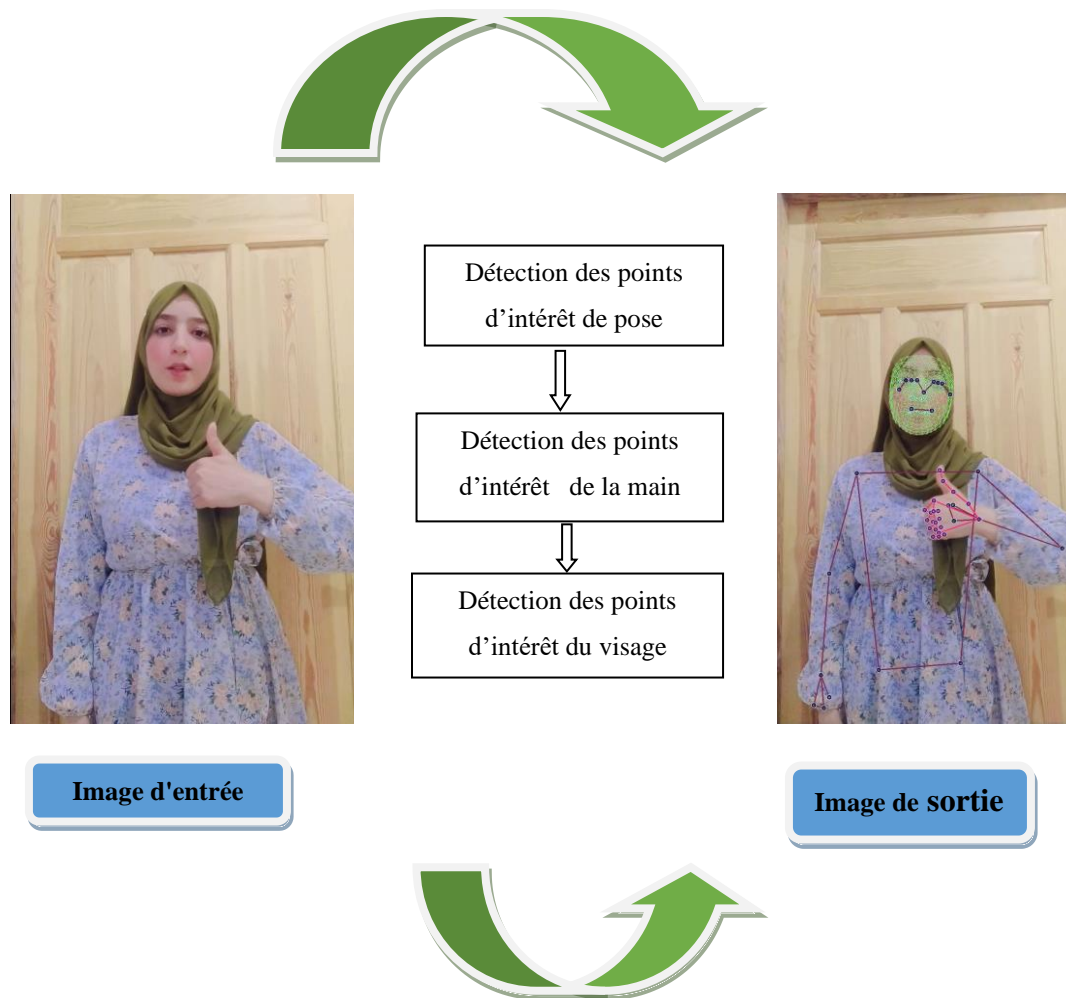 Détection des points
d’intérêt de pose
Détection des points
d’intérêt de la main
Détection des points
d’intérêt du visage
Image d'entrée
Image de sortie